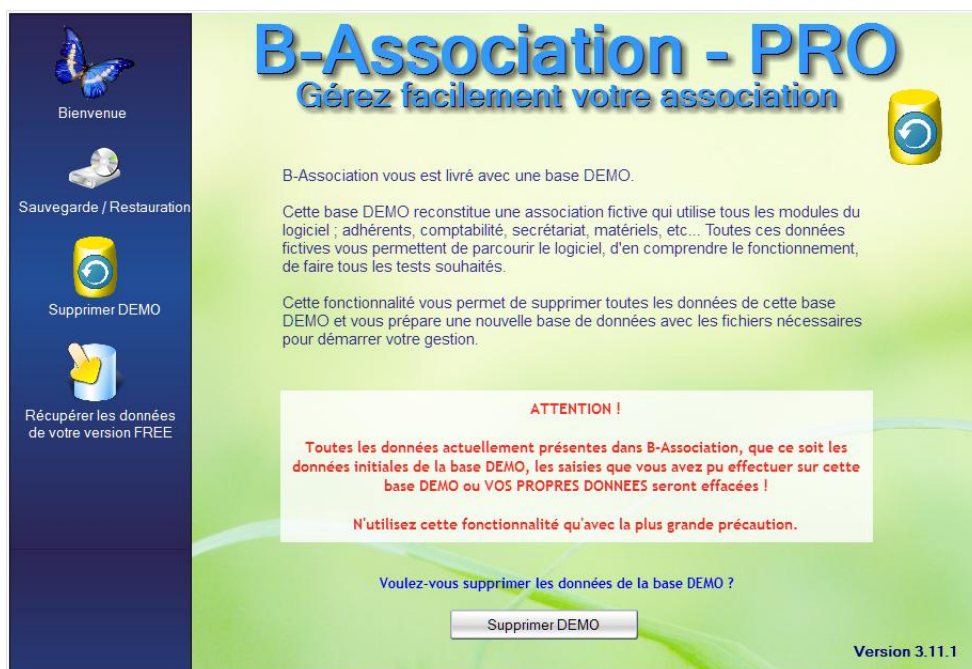 Bienvenue
Sauvegarde / Restauration
Supprimer DEMO
Récupérer les données
de votre version FREE
B-Association - PRO
Gérez facilement votre association
B-Association vous est livré avec une base DEMO.
Cette base DEMO reconstitue une association fictive qui utilise tous les modules du
logiciel ; adhérents, comptabilité, secrétariat, matériels, etc... Toutes ces données
fictives vous permettent de parcourir le logiciel, d'en comprendre le fonctionnement,
de faire tous les tests souhaités.
Cette fonctionnalité vous permet de supprimer toutes les données de cette base
DEMO et vous prépare une nouvelle base de données avec les fichiers nécessaires
pour démarrer votre gestion.
ATTENTION !
Toutes les données actuellement présentes dans B-Association, que ce soit les
données initiales de la base DEMO, les saisies que vous avez pu effectuer sur cette
base DEMO ou VOS PROPRES DONNEES seront effacées !
N'utilisez cette fonctionnalité qu'avec la plus grande précaution.
Voulez-vous supprimer les données de la base DEMO ?
Supprimer DEMO
Version 3.11.1